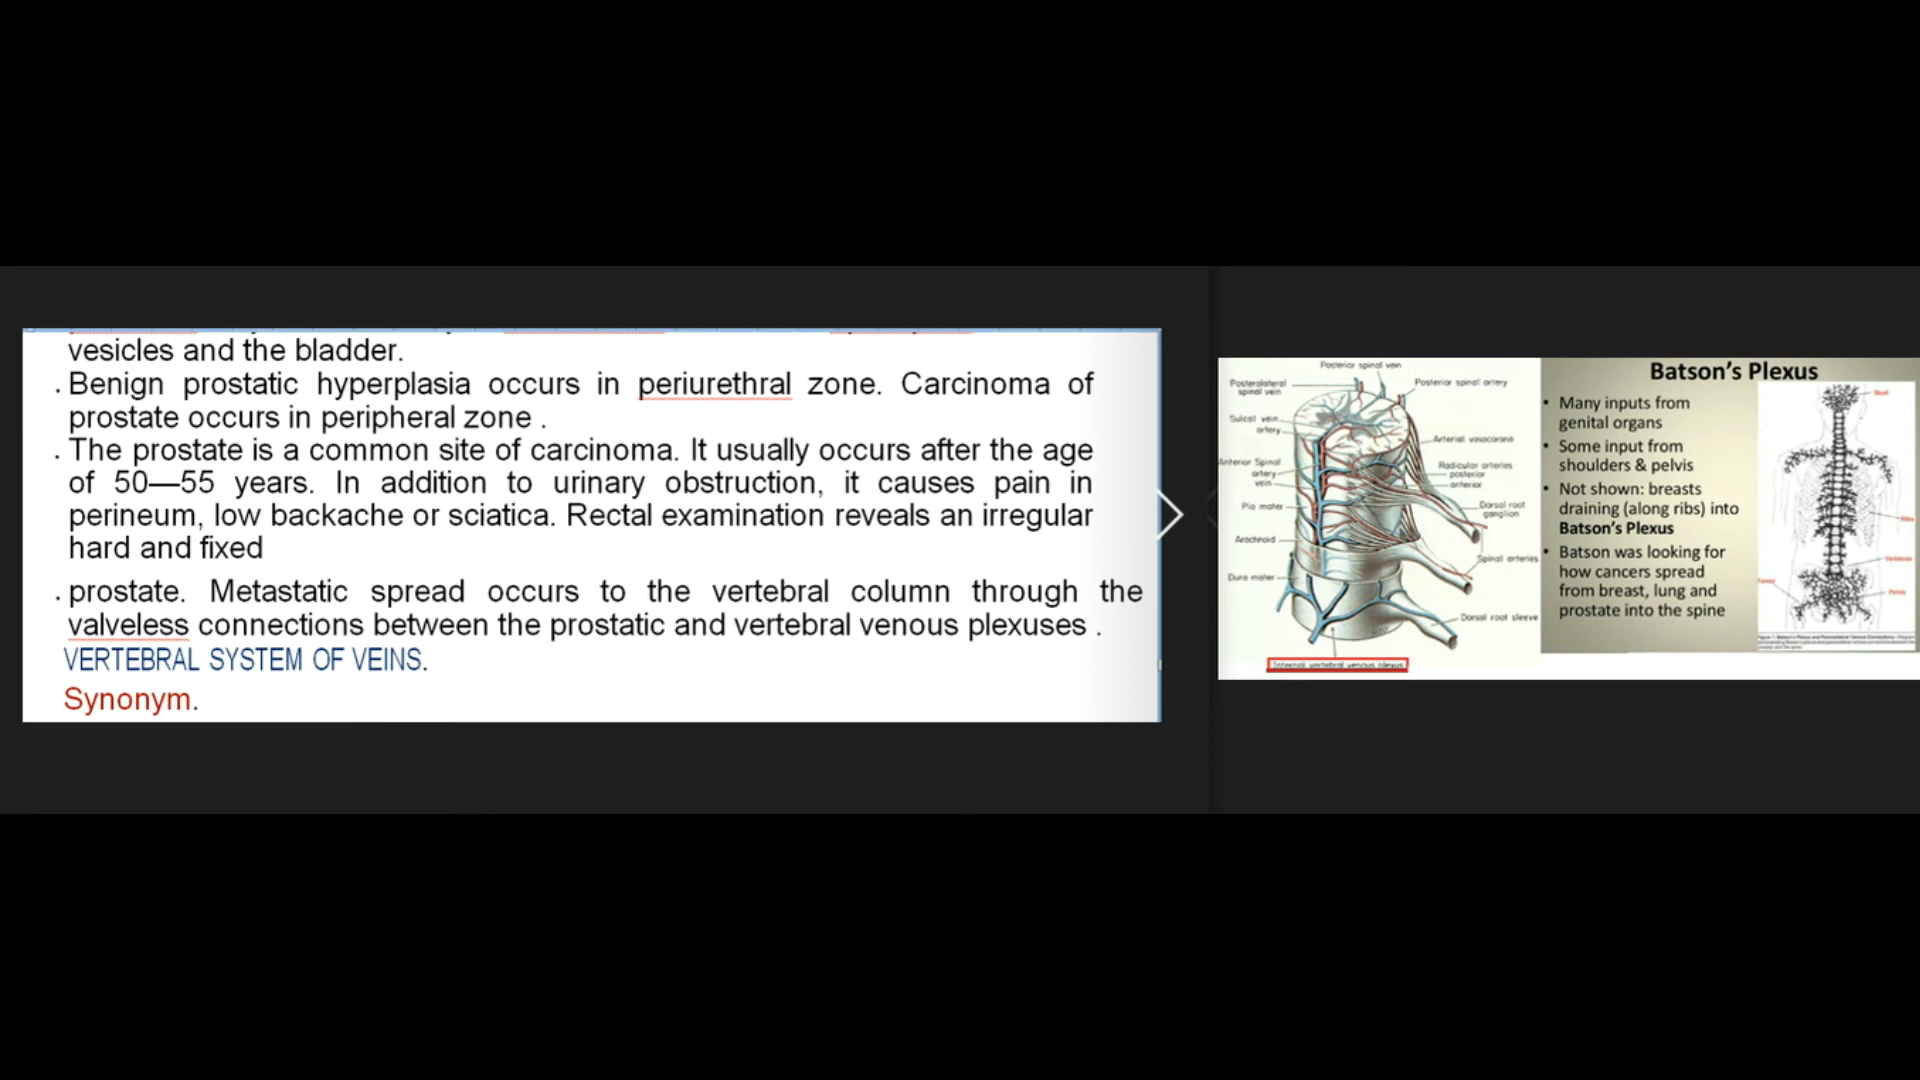 vesicles and the bladder.
. Benign prostatic hyperplasia occurs in periurethral zone. Carcinoma of
prostate occurs in peripheral zone .
. The prostate is a common site of carcinoma. It usually occurs after the age
of 50—55 years. In addition to urinary obstruction, it causes pain in
perineum, low backache or sciatica. Rectal examination reveals an irregular
hard and fixed
. prostate. Metastatic spread occurs to the vertebral column through the
valveless connections between the prostatic and vertebral venous plexuses .
VERTEBRAL SYSTEM OF VEINS.
Synonym.
Posterior spinal vein
Posterolateral
spinal vein
Posterior spinal artery
Sulcal vein
artery
Arterial vasocorona
Anterior Spinal
artery
vein
Radicular arteries
posterior
anterior
Pia mater
Dorsal root
ganglion
Arachnoid
Spinal arteries
Dura mater
Dorsal root sleeve
Internal vertebral venous plexus
Batson's Plexus
• Many inputs from
genital organs
• Some input from
shoulders & pelvis
• Not shown: breasts
draining (along ribs) into
Batson's Plexus
• Batson was looking for
how cancers spread
from breast, lung and
prostate into the spine
Skull
Ribs
Vertebrae
Femur
Pelvis